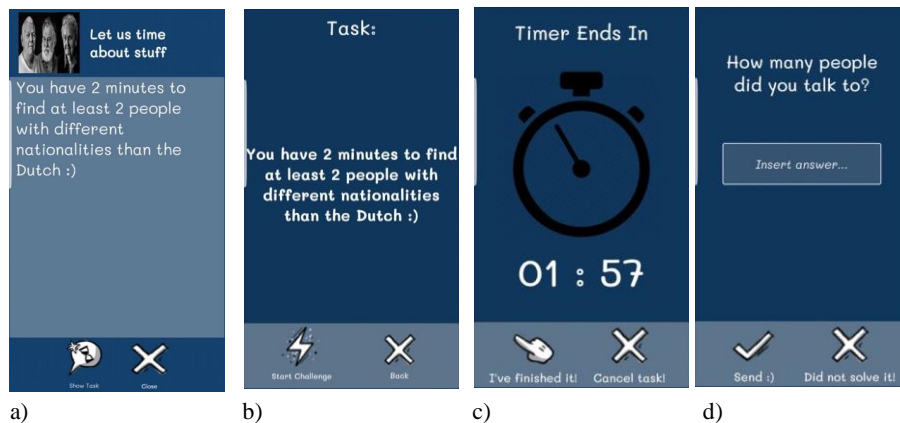 Let us time
about stuff
You have 2 minutes to
find at least 2 people
with different
nationalities than the
Dutch :)
Show Task
Close
Task:
You have 2 minutes to find
at least 2 people with
different nationalities
than the Dutch :)
Start Challenge
Back
Timer Ends In
01 : 57
I've finished it!
Cancel task!
How many people
did you talk to?
Insert answer...
Send :)
Did not solve it!
a)
b)
c)
d)